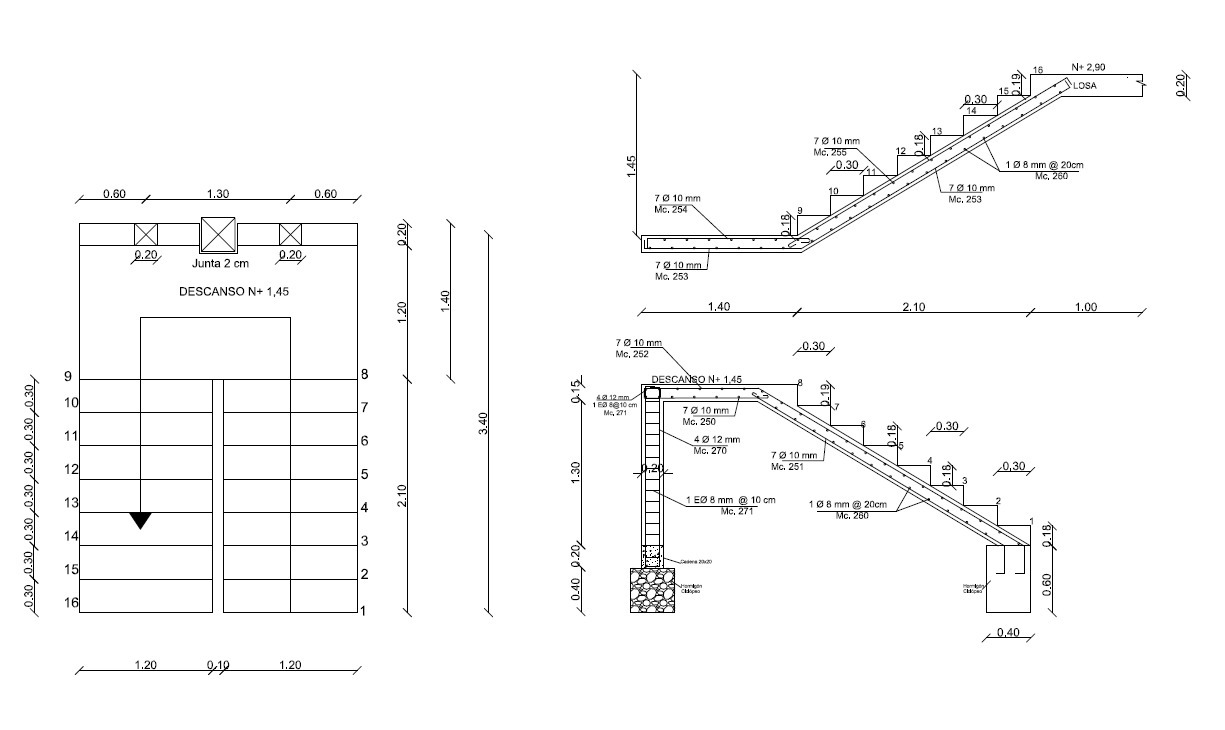 0.60
1.30
0.60
0.20
0.20
Junta 2 cm
DESCANSO N+ 1,45
0.20
1.20
1.40
3.40
2.10
9
10
11
12
13
14
15
16
8
7
6
5
4
3
2
1
0.30
0.30
0.30
0.30
0.30
0.30
0.30
1.20
0.10
1.20
1.45
N+ 2,90
LOSA
0.20
16
0.19
15
0.30
14
13
0.18
12
0.30
11
10
9
0.18
7 Ø 10 mm
Mc. 255
1 Ø 8 mm @ 20cm
Mc. 260
7 Ø 10 mm
Mc. 253
7 Ø 10 mm
Mc. 254
7 Ø 10 mm
Mc. 253
1.40
2.10
1.00
7 Ø 10 mm
Mc. 252
0.30
DESCANSO N+ 1,45
0.15
4 Ø 12 mm
1 EØ 8@10 cm
Mc. 271
7 Ø 10 mm
Mc. 250
4 Ø 12 mm
Mc. 270
0.20
7 Ø 10 mm
Mc. 251
1 EØ 8 mm @ 10 cm
Mc. 271
1 Ø 8 mm @ 20cm
Mc. 260
8
0.19
7
6
0.18
5
0.30
4
0.18
3
0.30
2
1
0.18
1.30
0.20
0.40
Cadena 20x20
Hormigón
Ciclópeo
Hormigón
Ciclópeo
0.60
0.40